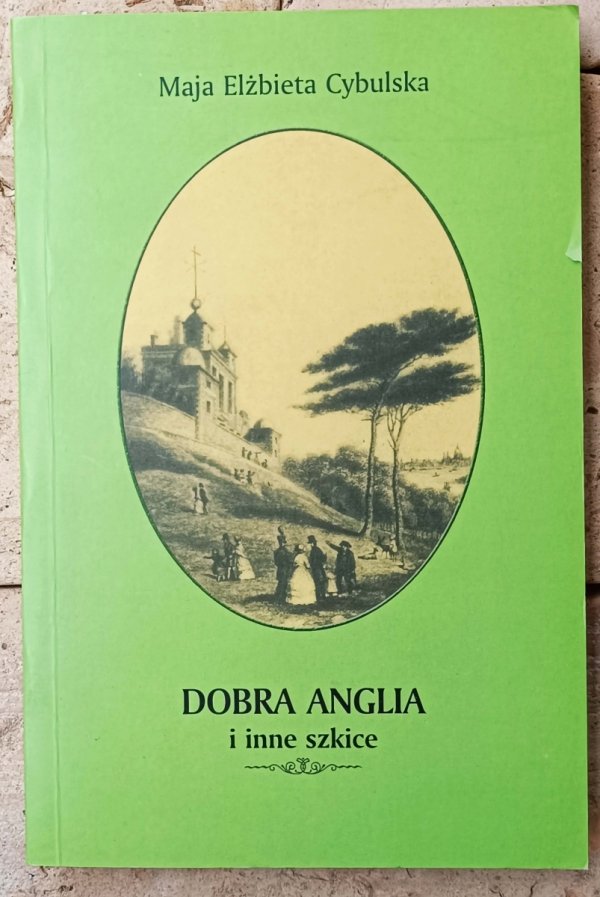 Maja Elżbieta Cybulska
DOBRA ANGLIA
i inne szkice